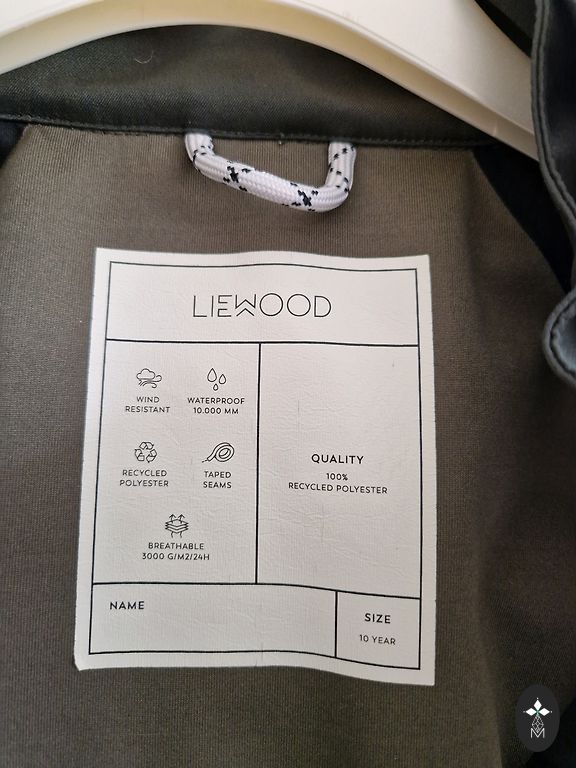 LIEWOOD
WIND
RESISTANT
WATERPROOF
10.000 MM
RECYCLED
POLYESTER
TAPED
SEAMS
BREATHABLE
3000 G/M2/24H
QUALITY
100%
RECYCLED POLYESTER
NAME
SIZE
10 YEAR
M